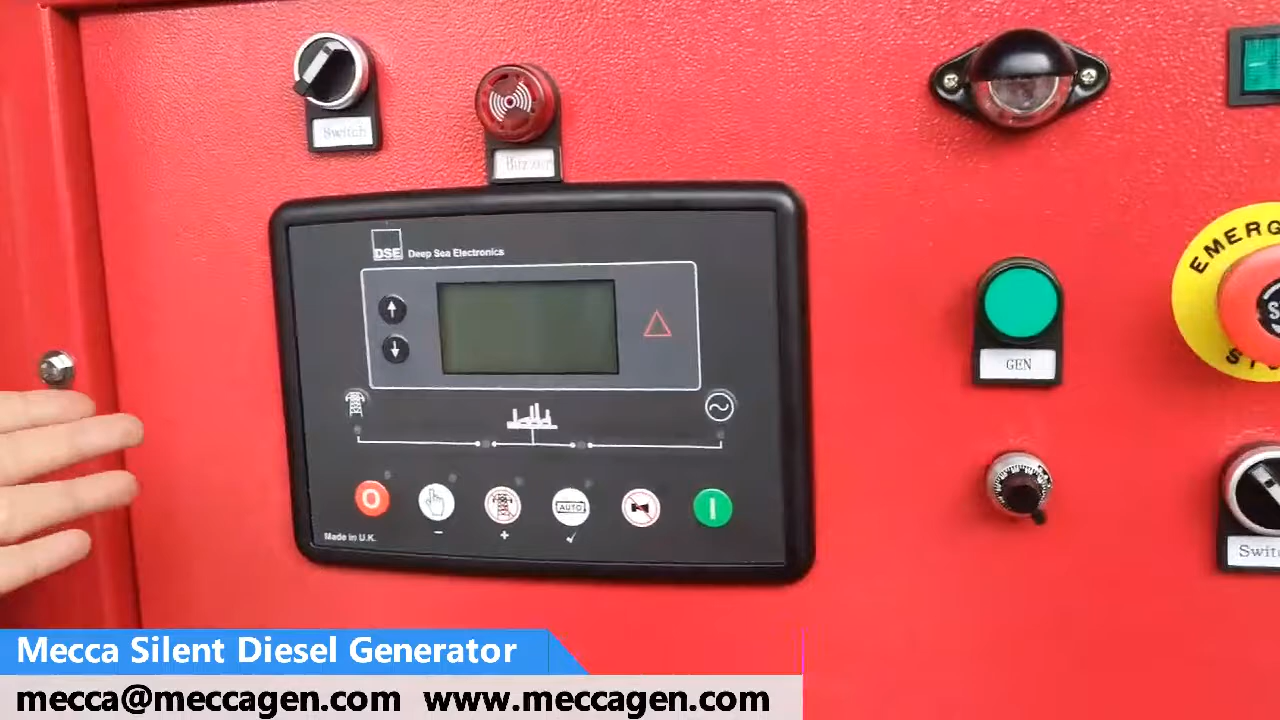 Switch
Buzzer
DSE Deep Sea Electronics
EMERG
GEN
AUTO
O
I
- + ✓
Made in U.K.
Switc
Mecca Silent Diesel Generator
mecca@meccagen.com www.meccagen.com